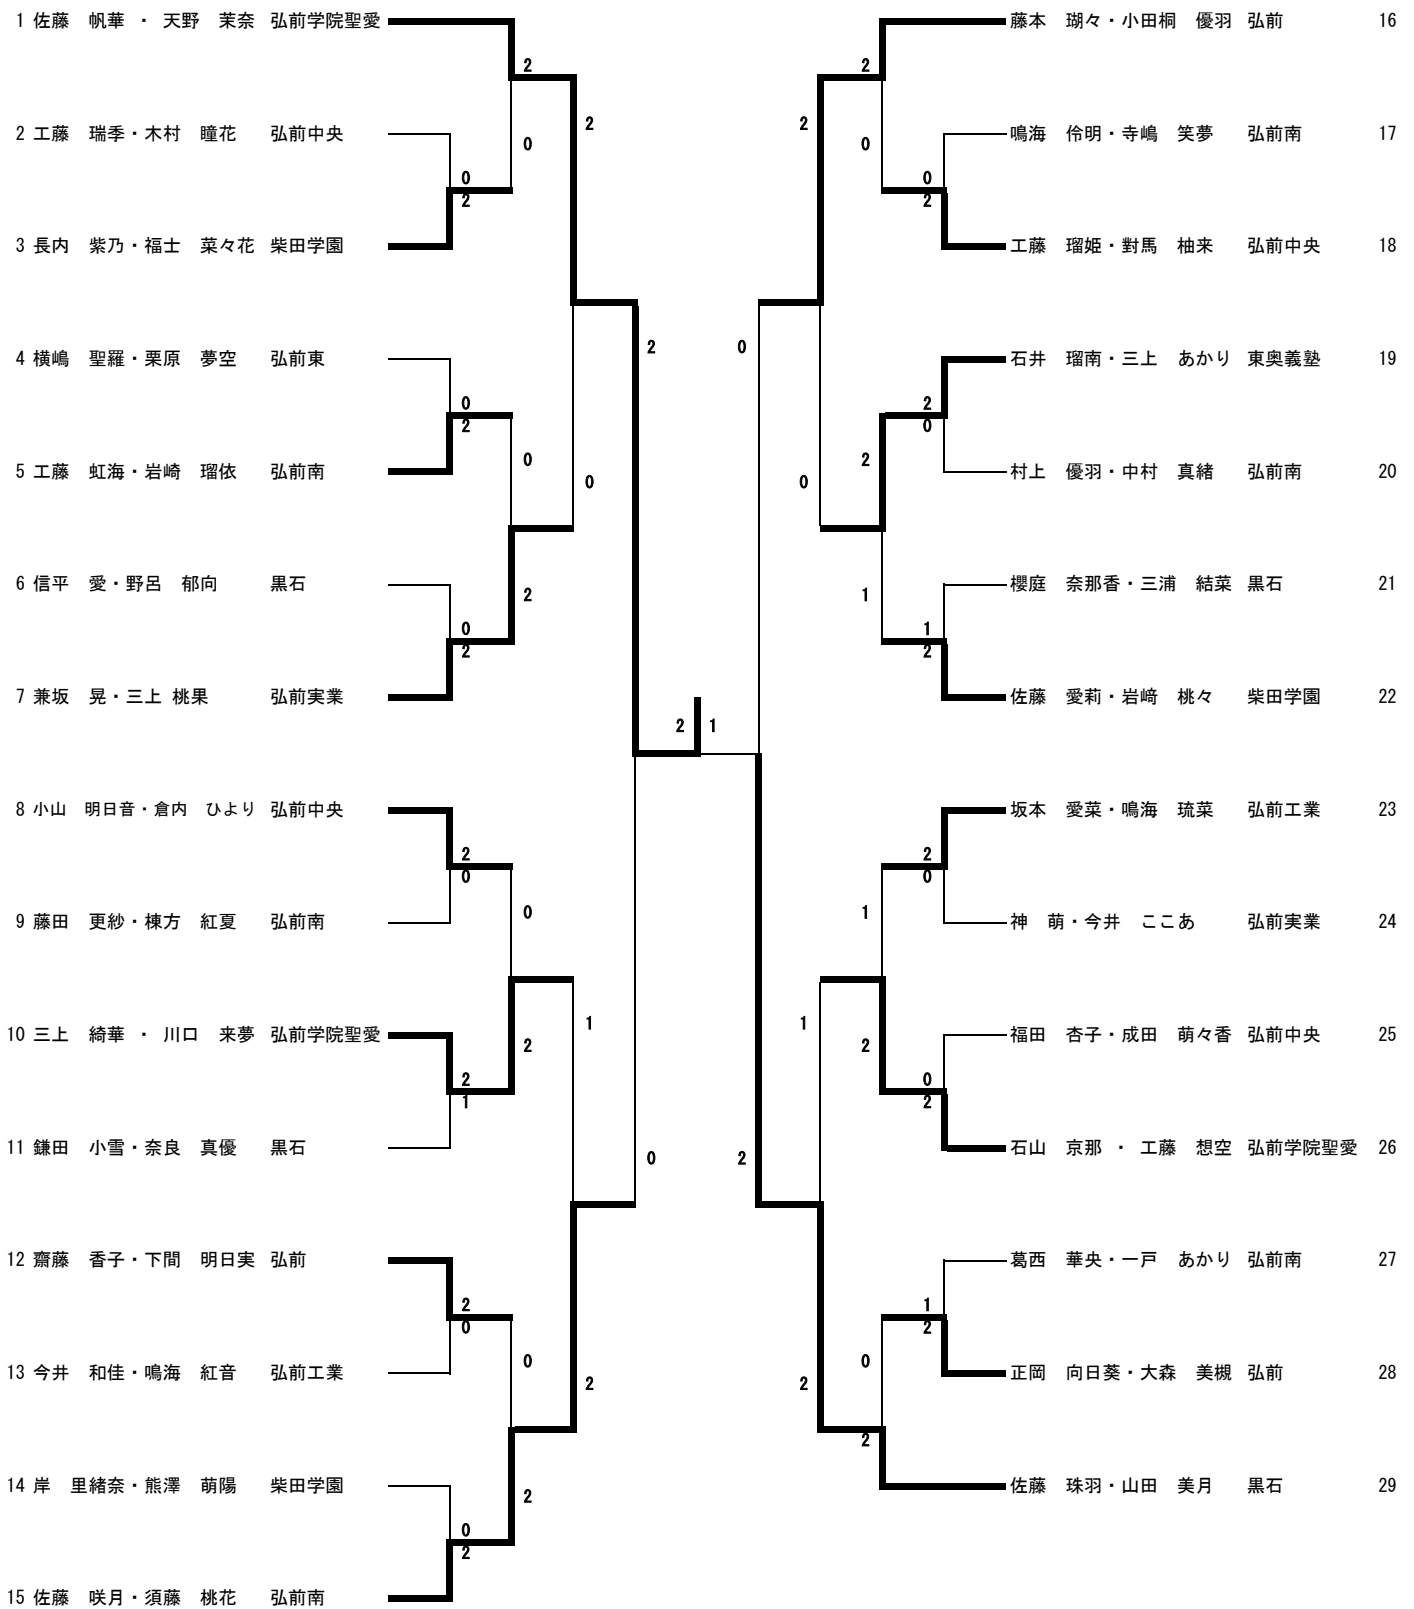 1 佐藤　帆華　・　天野　茉奈　弘前学院聖愛
2 工藤　瑞季・木村　瞳花　弘前中央
3 長内　紫乃・福士　菜々花　柴田学園
4 横嶋　聖羅・栗原　夢空　弘前東
5 工藤　虹海・岩崎　瑠依　弘前南
6 信平　愛・野呂　郁向　黒石
7 兼坂　晃・三上 桃果　弘前実業
8 小山　明日音・倉内　ひより　弘前中央
9 藤田　更紗・棟方　紅夏　弘前南
10 三上　綺華　・　川口　来夢　弘前学院聖愛
11 鎌田　小雪・奈良　真優　黒石
12 齋藤　香子・下間　明日実　弘前
13 今井　和佳・鳴海　紅音　弘前工業
14 岸　里緒奈・熊澤　萌陽　柴田学園
15 佐藤　咲月・須藤　桃花　弘前南
2
0
0
2
2
0
2
0
2
0
2
0
2
0
0
2
2
1
1
2
0
0
2
0
0
2
2
2
2 1
藤本　瑚々・小田桐　優羽　弘前　16
鳴海　伶明・寺嶋　笑夢　弘前南　17
工藤　瑠姫・對馬　柚来　弘前中央　18
石井　瑠南・三上　あかり　東奥義塾　19
村上　優羽・中村　真緒　弘前南　20
櫻庭　奈那香・三浦　結菜　黒石　21
佐藤　愛莉・岩﨑　桃々　柴田学園　22
坂本　愛菜・鳴海　琉菜　弘前工業　23
神　萌・今井　ここあ　弘前実業　24
福田　杏子・成田　萌々香　弘前中央　25
石山　京那　・　工藤　想空　弘前学院聖愛　26
葛西　華央・一戸　あかり　弘前南　27
正岡　向日葵・大森　美槻　弘前　28
佐藤　珠羽・山田　美月　黒石　29
2
2
0
0
2
0
2
0
2
0
1
1
2
2
0
1
1
2
0
2
2
1
2
0
2
2